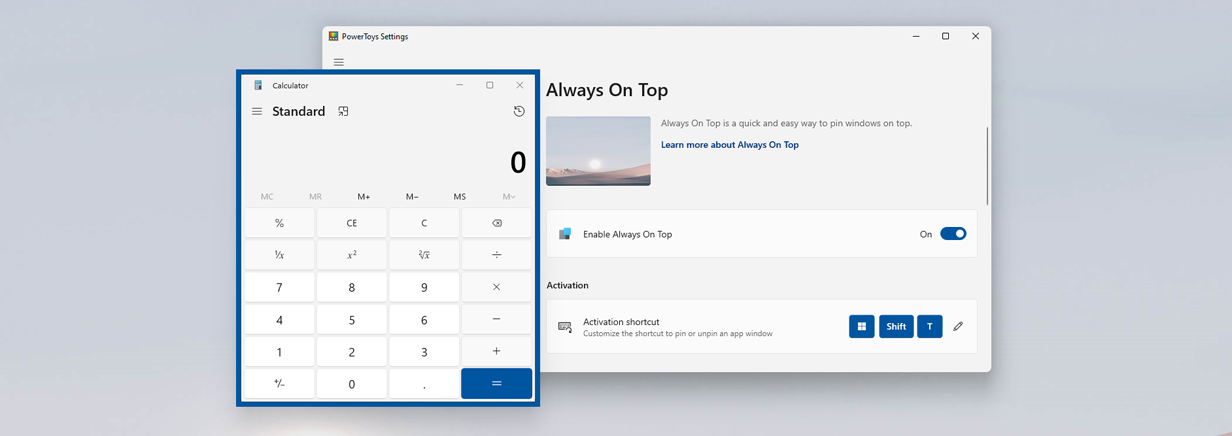 PowerToys Settings
Calculator
Standard
0
MC MR M+ M− MS M˅
% CE C
¹/x x² ²√x ÷
7 8 9 ×
4 5 6 −
1 2 3 +
+/− 0 . =
Always On Top
Always On Top is a quick and easy way to pin windows on top.
Learn more about Always On Top
Enable Always On Top On
Activation
Activation shortcut
Customize the shortcut to pin or unpin an app window
Shift T